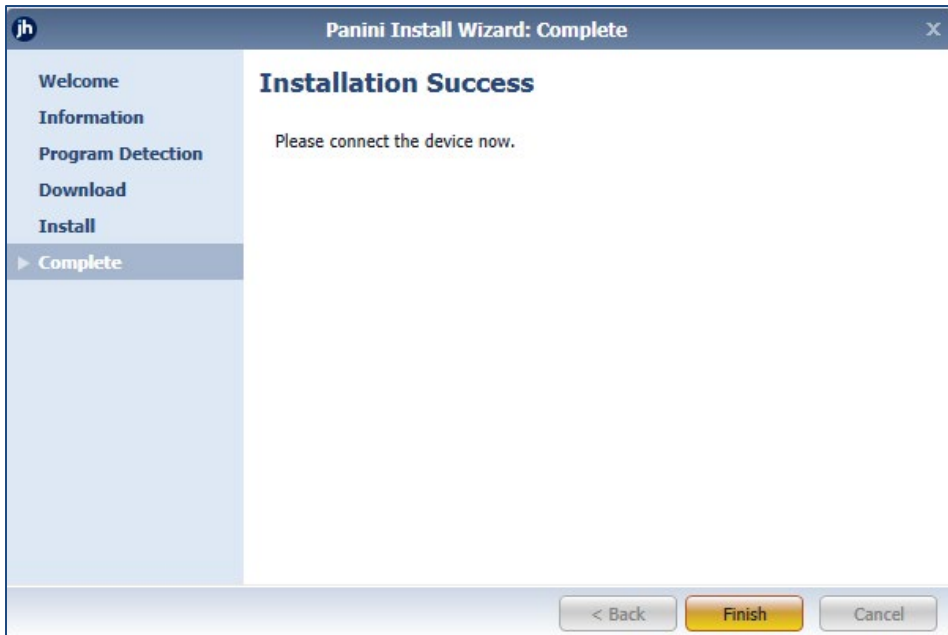 jh
Panini Install Wizard: Complete
X
Welcome
Information
Program Detection
Download
Install
Complete
Installation Success
Please connect the device now.
< Back
Finish
Cancel